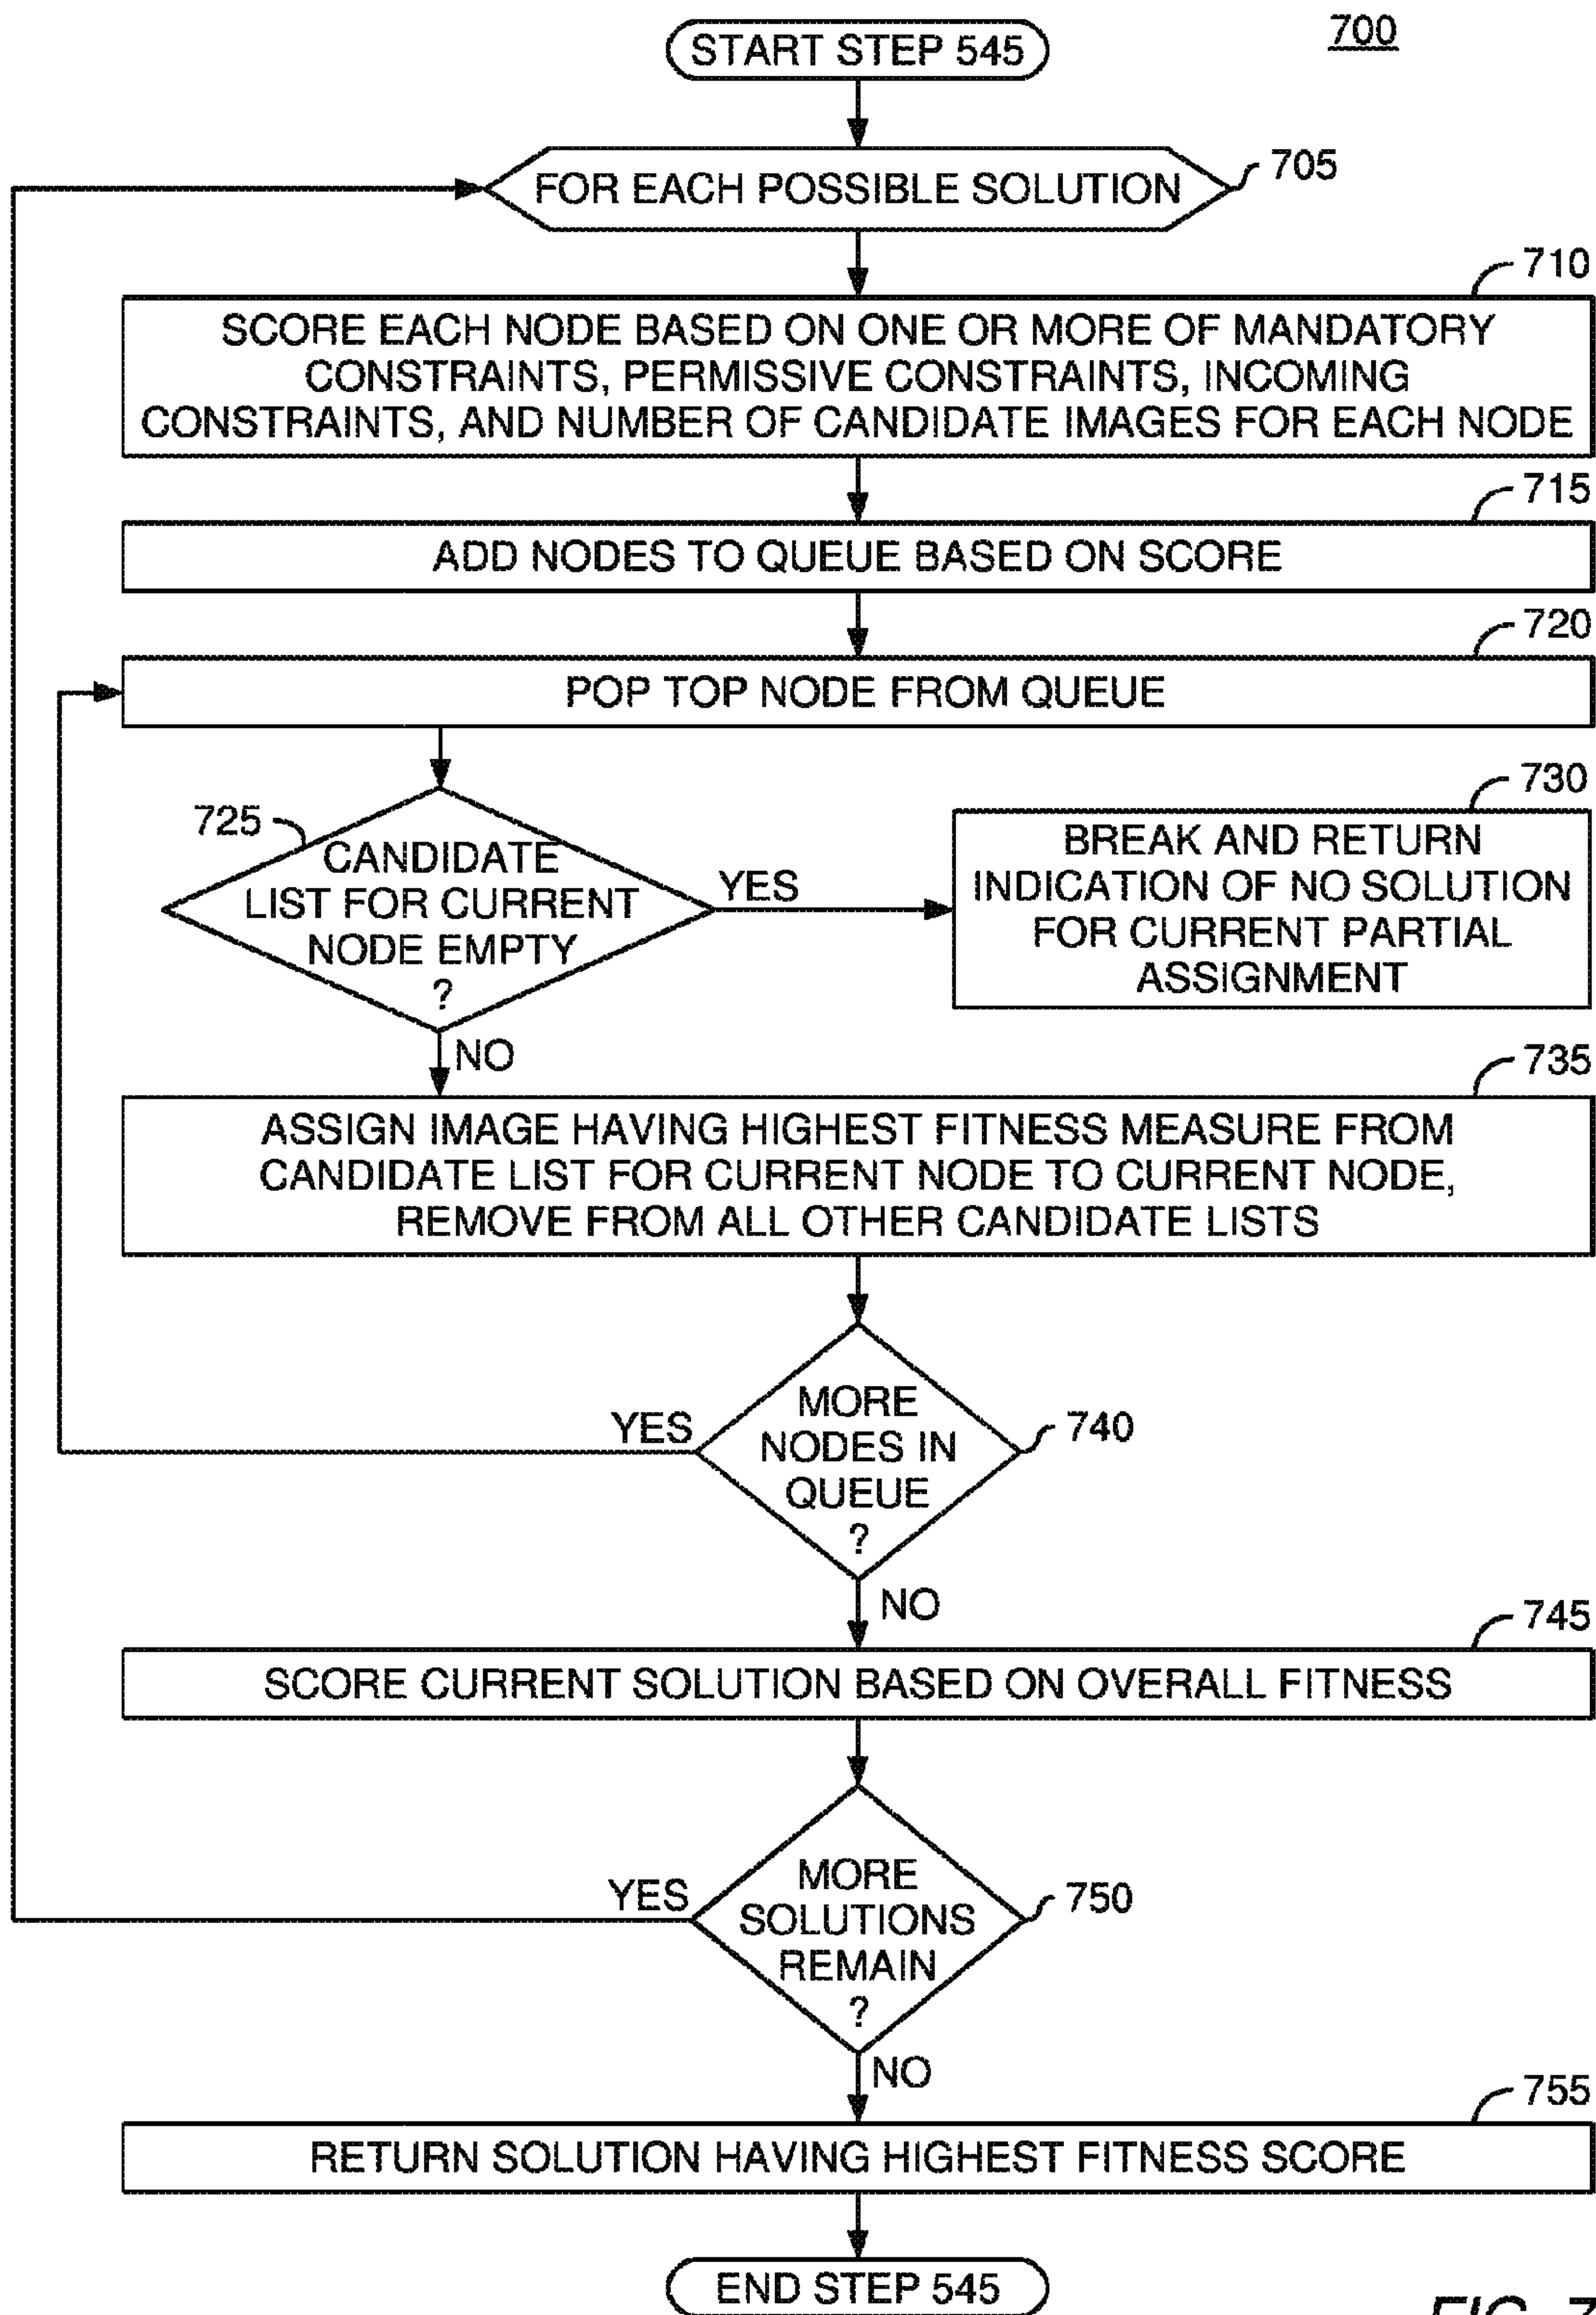 700
START STEP 545
705
FOR EACH POSSIBLE SOLUTION
710
SCORE EACH NODE BASED ON ONE OR MORE OF MANDATORY
CONSTRAINTS, PERMISSIVE CONSTRAINTS, INCOMING
CONSTRAINTS, AND NUMBER OF CANDIDATE IMAGES FOR EACH NODE
715
ADD NODES TO QUEUE BASED ON SCORE
720
POP TOP NODE FROM QUEUE
725
CANDIDATE
LIST FOR CURRENT
NODE EMPTY
?
YES
730
BREAK AND RETURN
INDICATION OF NO SOLUTION
FOR CURRENT PARTIAL
ASSIGNMENT
NO
735
ASSIGN IMAGE HAVING HIGHEST FITNESS MEASURE FROM
CANDIDATE LIST FOR CURRENT NODE TO CURRENT NODE,
REMOVE FROM ALL OTHER CANDIDATE LISTS
YES
MORE
NODES IN
QUEUE
?
740
NO
745
SCORE CURRENT SOLUTION BASED ON OVERALL FITNESS
YES
MORE
SOLUTIONS
REMAIN
?
750
NO
755
RETURN SOLUTION HAVING HIGHEST FITNESS SCORE
END STEP 545
FIG. 7